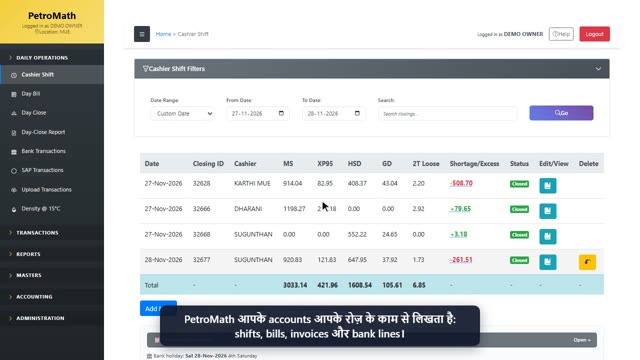 PetroMath
Logged in as DEMO OWNER
Location: MUE
DAILY OPERATIONS
Cashier Shift
Day Bill
Day Close
Day-Close Report
Bank Transactions
SAP Transactions
Upload Transactions
Density @ 15°C
TRANSACTIONS
REPORTS
MASTERS
ACCOUNTING
ADMINISTRATION
Home > Cashier Shift
Logged in as DEMO OWNER
Help
Logout
Cashier Shift Filters
Date Range: From Date: To Date: Search:
Custom Date 27-11-2026 28-11-2026 Search closings... Go
Date Closing ID Cashier MS XP95 HSD GD 2T Loose Shortage/Excess Status Edit/View Delete
27-Nov-2026 32628 KARTHI MUE 914.04 82.95 408.37 43.04 2.20 -508.70 Closed
27-Nov-2026 32666 DHARANI 1198.27 0.00 0.00 2.92 +79.65 Closed
27-Nov-2026 32668 SUGUNTHAN 0.00 0.00 552.22 24.65 0.00 +3.18 Closed
28-Nov-2026 32677 SUGUNTHAN 920.83 121.83 647.95 37.92 1.73 -261.51 Closed
Total - - 3033.14 421.96 1608.54 105.61 6.85
Add
PetroMath आपके accounts आपके रोज़ के काम से लिखता है:
shifts, bills, invoices और bank lines।
Open
Bank holiday: Sat 28-Nov-2026 4th Saturday